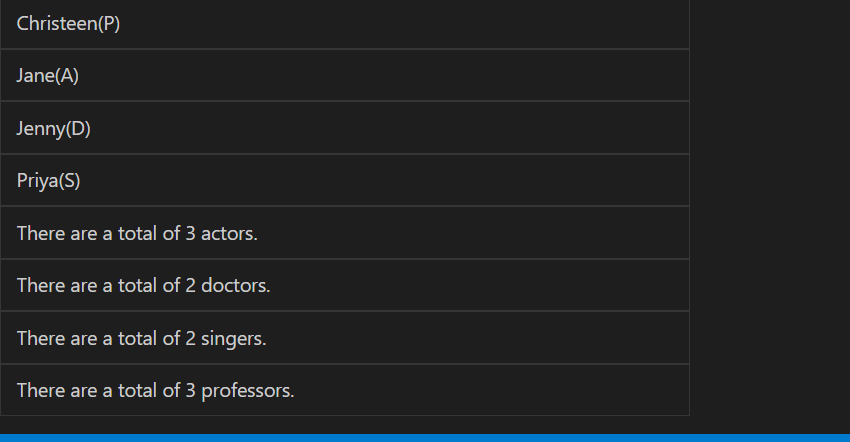 Christeen(P)
Jane(A)
Jenny(D)
Priya(S)
There are a total of 3 actors.
There are a total of 2 doctors.
There are a total of 2 singers.
There are a total of 3 professors.